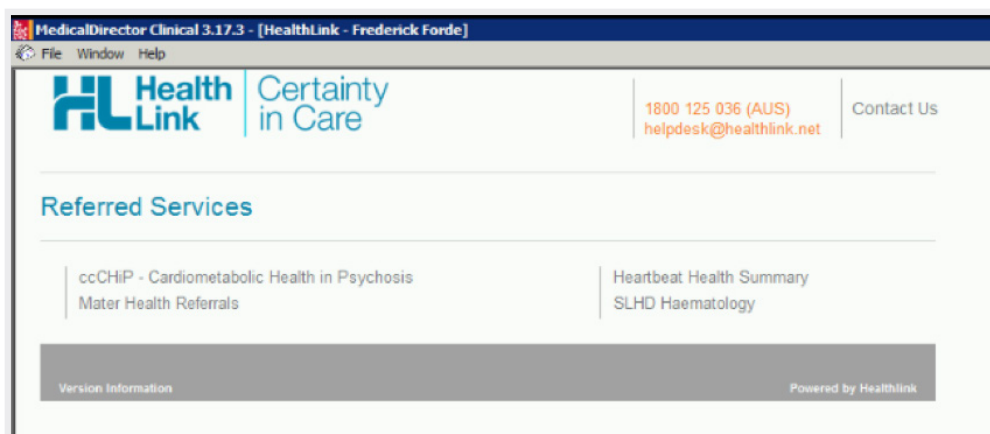 MedicalDirector Clinical 3.17.3 - [HealthLink - Frederick Forde]
File Window Help
HL Health Link
Certainty in Care
1800 125 036 (AUS)
helpdesk@healthlink.net
Contact Us
Referred Services
ccCHiP - Cardiometabolic Health in Psychosis
Mater Health Referrals
Heartbeat Health Summary
SLHD Haematology
Version Information
Powered by Healthlink